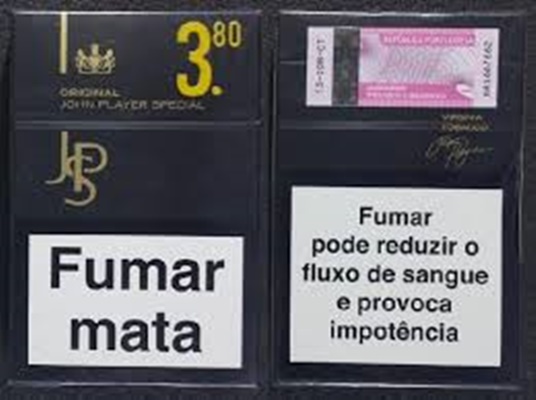 3.80
ORIGINAL
JOHN PLAYER SPECIAL
JPS
Fumar
mata
REPÚBLICA PORTUGUESA
VIRGINIA
TOBACCO
Fumar
pode reduzir o
fluxo de sangue
e provoca
impotência